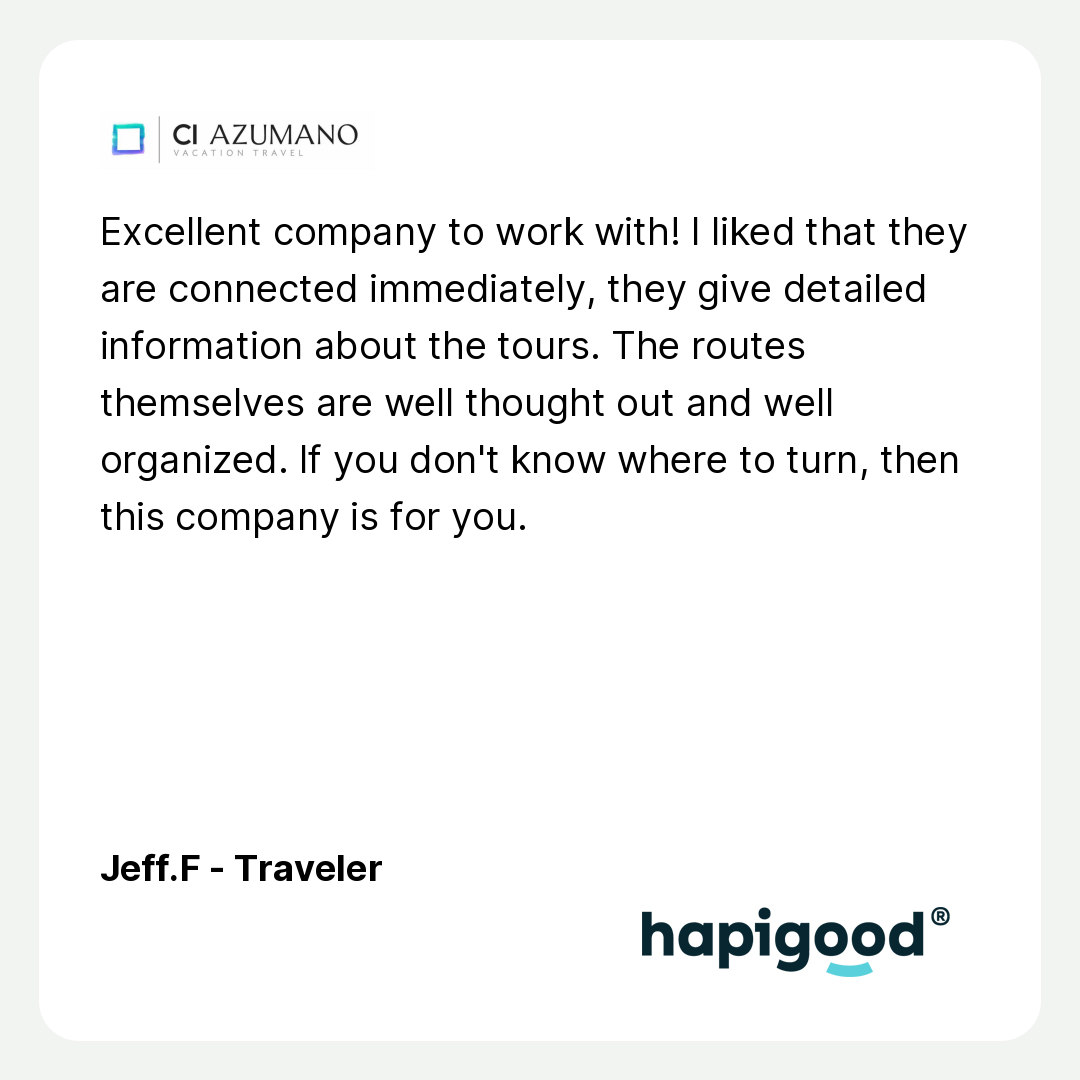 CI AZUMANO
VACATION TRAVEL
Excellent company to work with! I liked that they
are connected immediately, they give detailed
information about the tours. The routes
themselves are well thought out and well
organized. If you don't know where to turn, then
this company is for you.
Jeff.F - Traveler
hapigood®